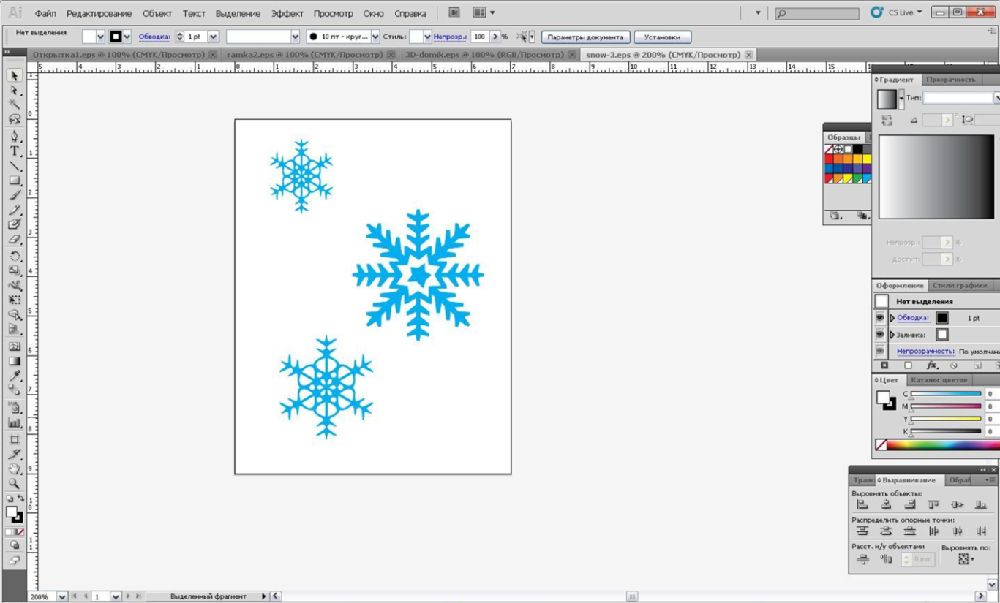 Ai Файл Редактирование Объект Текст Выделение Эффект Просмотр Окно Справка Br CS Live
Нет выделения Обводка: 1 pt 10 пт - круг... Стиль: Непрозр.: 100 % Параметры документа Установки
Открытка1.eps @ 100% (CMYK/Просмотр) ramka2.eps @ 100% (CMYK/Просмотр) 3D-domik.eps @ 100% (RGB/Просмотр) snow-3.eps @ 200% (CMYK/Просмотр)
5 4 3 2 1 0 1 2 3 4 5 6 7 8 9 10 11 12 13 14 15
0
1
2
3
4
5
6
7
8
9
1
0
1
1
Градиент Прозрачность
Тип:
Непрозр.: %
Доступ: %
Образцы
Оформление Стили графики
Нет выделения
Обводка: 1 pt
Заливка:
Непрозрачность: По умолчани
fx
Цвет Каталог цветов
C 0
M 0
Y 0
K 0
Транс Выравнивание Обраб
Выровнять объекты:
Распределить опорные точки:
Расст. м/у объектами Выровнять по:
0 mm
200% 1 Выделенный фрагмент